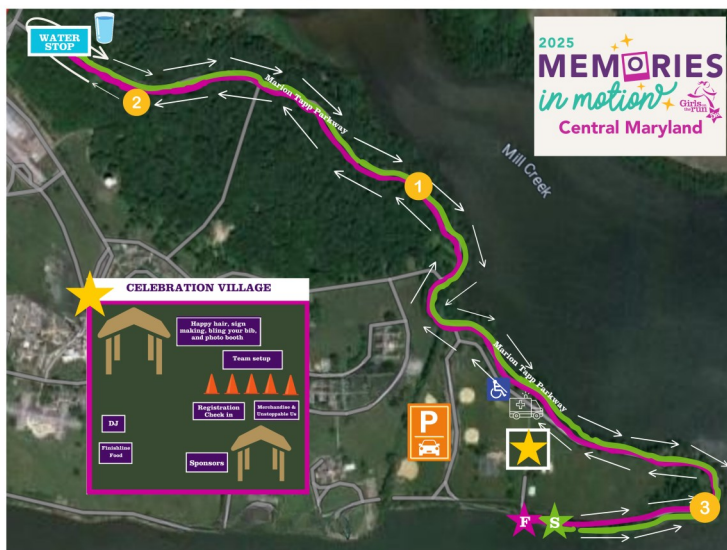 WATER
STOP
2025
MEMORIES
in motion
Girls
on the
run
Central Maryland
2
Marion Tapp Parkway
1
Mill Creek
CELEBRATION VILLAGE
Happy hair, sign
making, bling your bib,
and photo booth
Team setup
Registration
Check in
Merchandise &
Unstoppable Us
DJ
Finishline
Food
Sponsors
Marion Tapp Parkway
P
3
F
S